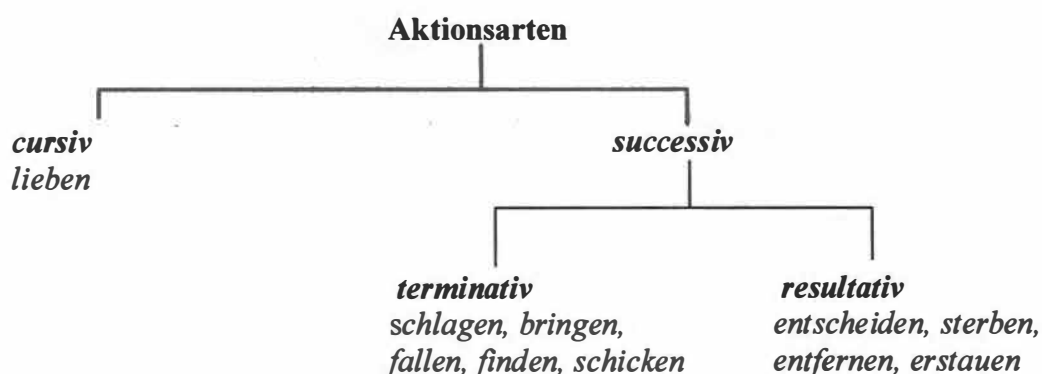 Aktionsarten
cursiv
lieben
successiv
terminativ
schlagen, bringen,
fallen, finden, schicken
resultativ
entscheiden, sterben,
entfernen, erstauen